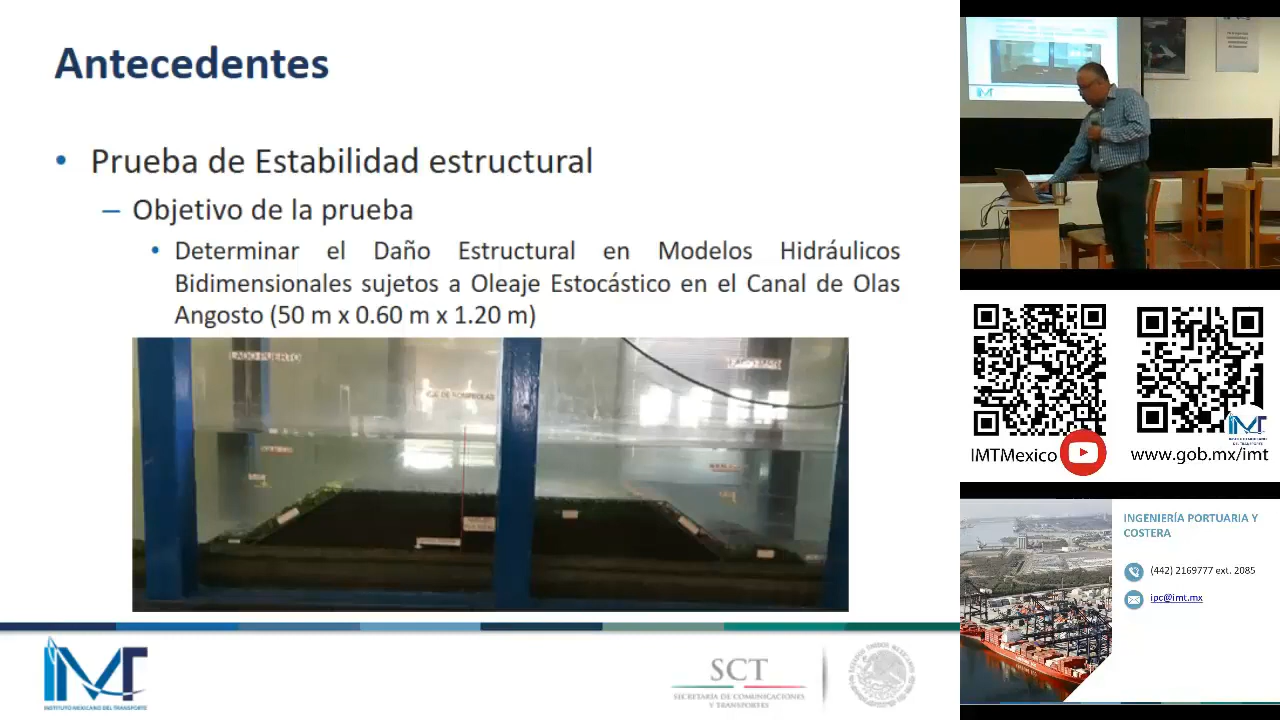 Antecedentes
• Prueba de Estabilidad estructural
– Objetivo de la prueba
• Determinar el Daño Estructural en Modelos Hidráulicos
Bidimensionales sujetos a Oleaje Estocástico en el Canal de Olas
Angosto (50 m x 0.60 m x 1.20 m)
LADO PUERTO
IMT
INSTITUTO MEXICANO DEL TRANSPORTE
SCT
SECRETARÍA DE COMUNICACIONES
Y TRANSPORTES
ESTADOS UNIDOS MEXICANOS
IMTMexico
www.gob.mx/imt
INGENIERÍA PORTUARIA Y
COSTERA
(442) 2169777 ext. 2085
ipc@imt.mx